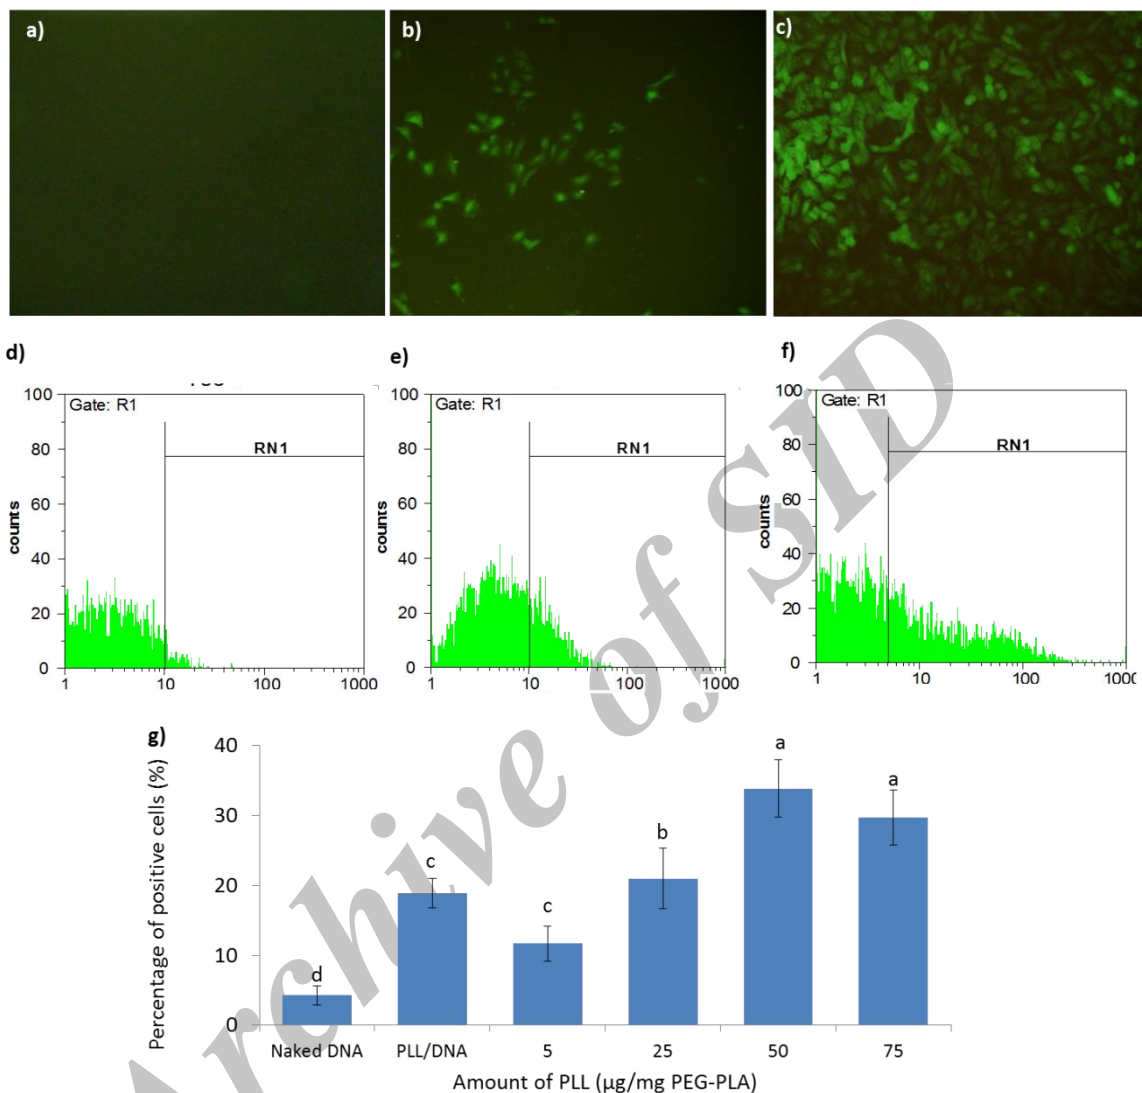 a)
b)
c)
d)
e)
f)
100
80
60
40
20
0
counts
Gate: R1
RN1
1
10
100
1000
100
80
60
40
20
0
counts
Gate: R1
RN1
1
10
100
1000
100
80
60
40
20
0
counts
Gate: R1
RN1
1
10
100
1000
g)
Percentage of positive cells (%)
40
30
20
10
0
d
c
c
b
a
a
Naked DNA
PLL/DNA
5
25
50
75
Amount of PLL (µg/mg PEG-PLA)
Archive of SID